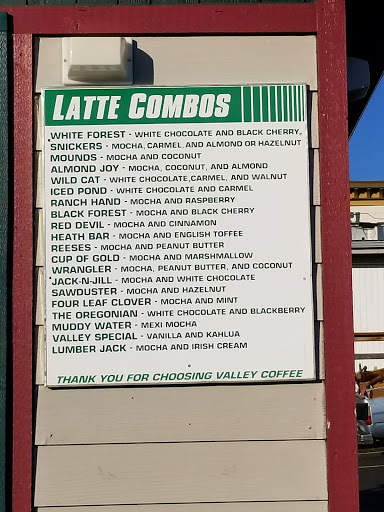 LATTE COMBOS
WHITE FOREST - WHITE CHOCOLATE AND BLACK CHERRY,
SNICKERS - MOCHA, CARMEL, AND ALMOND OR HAZELNUT
MOUNDS - MOCHA AND COCONUT
ALMOND JOY - MOCHA, COCONUT, AND ALMOND
WILD CAT - WHITE CHOCOLATE,CARMEL, AND WALNUT
ICED POND - WHITE CHOCOLATE AND CARMEL
RANCH HAND - MOCHA AND RASPBERRY
BLACK FOREST - MOCHA AND BLACK CHERRY
RED DEVIL - MOCHA AND CINNAMON
HEATH BAR - MOCHA AND ENGLISH TOFFEE
REESES - MOCHA AND PEANUT BUTTER
CUP OF GOLD - MOCHA AND MARSHMALLOW
WRANGLER - MOCHA, PEANUT BUTTER, AND COCONUT
JACK-N-JILL - MOCHA AND WHITE CHOCOLATE
SAWDUSTER - MOCHA AND HAZELNUT
FOUR LEAF CLOVER - MOCHA AND MINT
THE OREGONIAN - WHITE CHOCOLATE AND BLACKBERRY
MUDDY WATER - MEXI MOCHA
VALLEY SPECIAL - VANILLA AND KAHLUA
LUMBER JACK - MOCHA AND IRISH CREAM
THANK YOU FOR CHOOSING VALLEY COFFEE